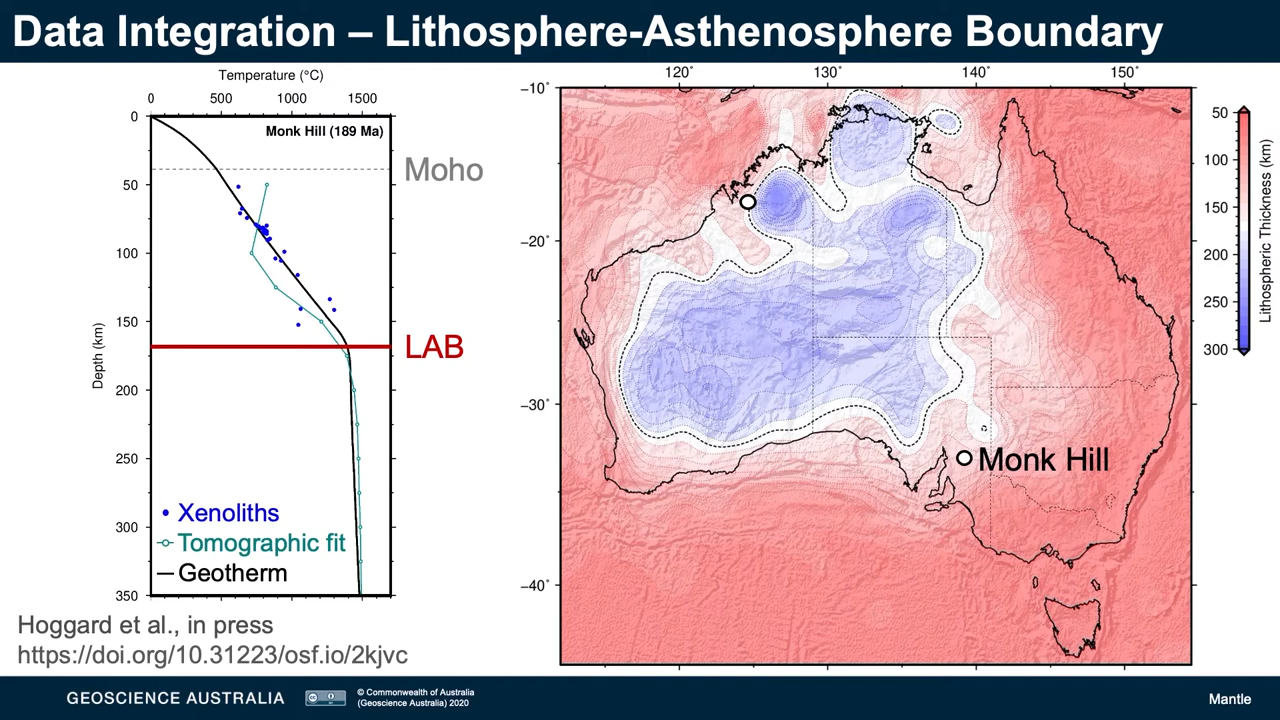 Data Integration – Lithosphere-Asthenosphere Boundary
Temperature (°C)
0 500 1000 1500
Monk Hill (189 Ma)
0
50
100
150
200
250
300
350
Depth (km)
Moho
LAB
Xenoliths
Tomographic fit
Geotherm
120° 130° 140° 150°
−10°
−20°
−30°
−40°
Monk Hill
50
100
150
200
250
300
Lithospheric Thickness (km)
Hoggard et al., in press
https://doi.org/10.31223/osf.io/2kjvc
GEOSCIENCE AUSTRALIA
© Commonwealth of Australia
(Geoscience Australia) 2020
Mantle